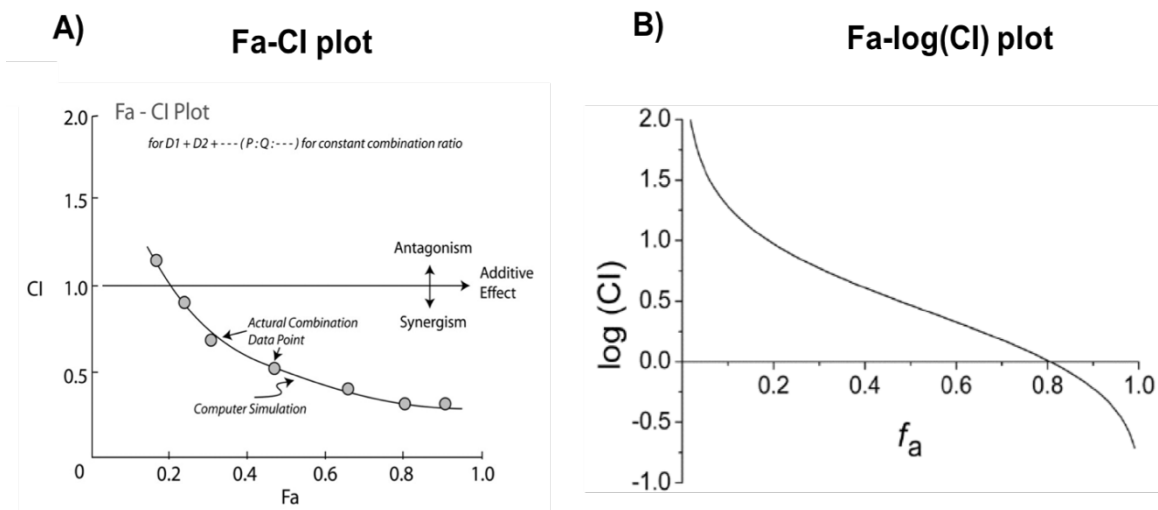 A)
Fa-CI plot
Fa - CI Plot
for D1 + D2 + --- ( P : Q : --- ) for constant combination ratio
2.0
1.5
CI
1.0
0.5
0
Antagonism
Additive
Effect
Synergism
Actural Combination
Data Point
Computer Simulation
0.2
0.4
0.6
0.8
1.0
Fa
B)
Fa-log(CI) plot
log (CI)
2.0
1.5
1.0
0.5
0.0
-0.5
-1.0
0.2
0.4
0.6
0.8
1.0
fa